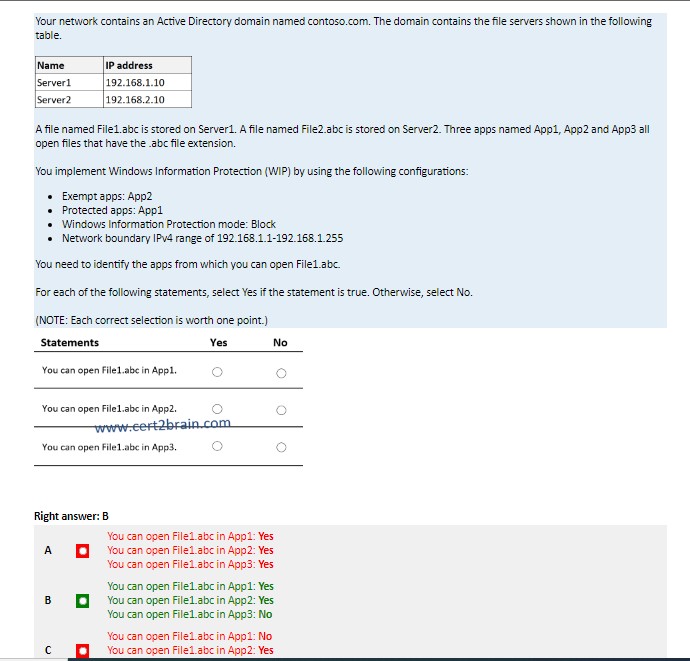 Your network contains an Active Directory domain named contoso.com. The domain contains the file servers shown in the following
table.
Name IP address
Server1 192.168.1.10
Server2 192.168.2.10
A file named File1.abc is stored on Server1. A file named File2.abc is stored on Server2. Three apps named App1, App2 and App3 all
open files that have the .abc file extension.
You implement Windows Information Protection (WIP) by using the following configurations:
• Exempt apps: App2
• Protected apps: App1
• Windows Information Protection mode: Block
• Network boundary IPv4 range of 192.168.1.1-192.168.1.255
You need to identify the apps from which you can open File1.abc.
For each of the following statements, select Yes if the statement is true. Otherwise, select No.
(NOTE: Each correct selection is worth one point.)
Statements Yes No
You can open File1.abc in App1.
You can open File1.abc in App2.
www.cert2brain.com
You can open File1.abc in App3.
Right answer: B
You can open File1.abc in App1: Yes
A You can open File1.abc in App2: Yes
You can open File1.abc in App3: Yes
You can open File1.abc in App1: Yes
B You can open File1.abc in App2: Yes
You can open File1.abc in App3: No
You can open File1.abc in App1: No
C You can open File1.abc in App2: Yes